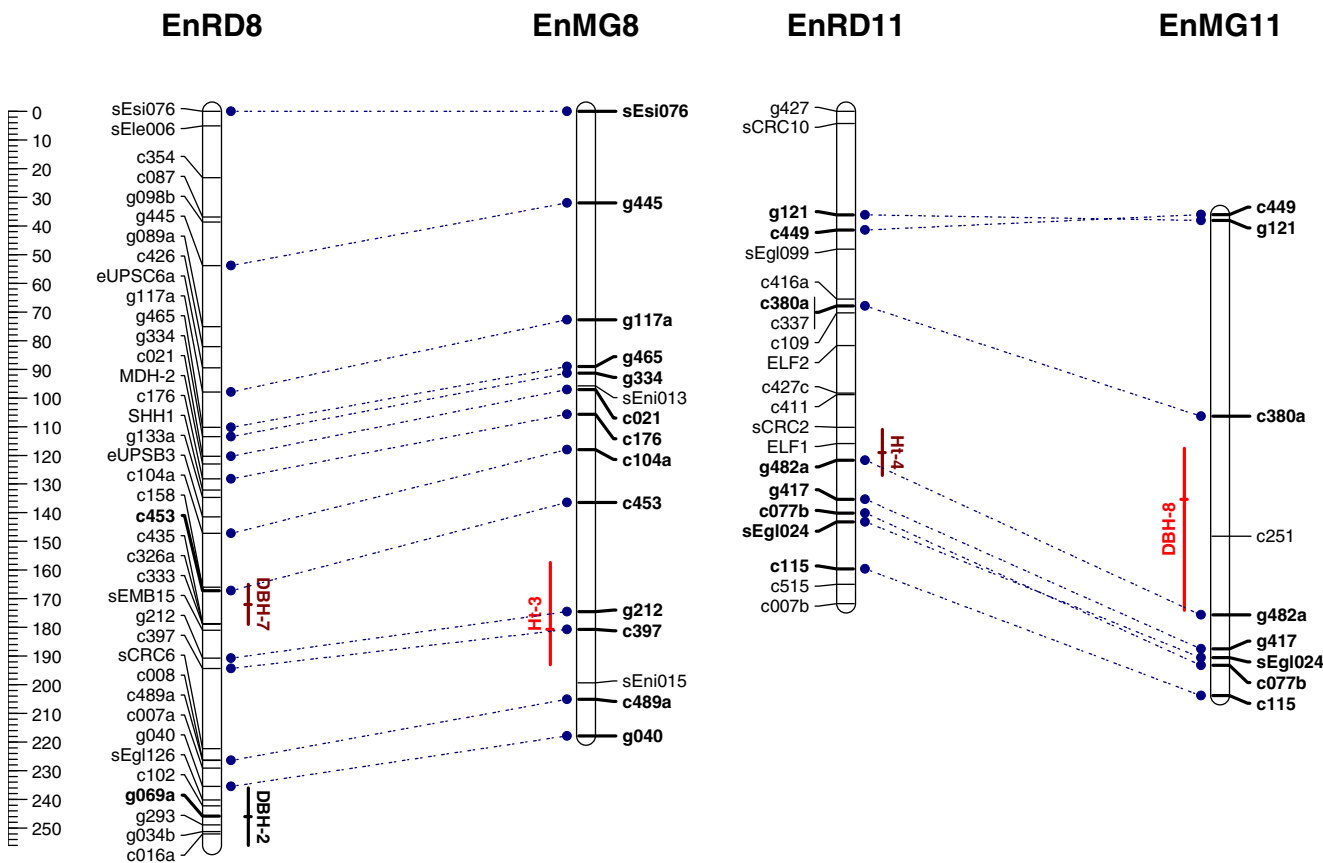 EnRD8
EnMG8
EnRD11
EnMG11
0
10
20
30
40
50
60
70
80
90
100
110
120
130
140
150
160
170
180
190
200
210
220
230
240
250
sEsi076
sEle006
c354
c087
g098b
g445
g089a
c426
eUPSC6a
g117a
g465
g334
c021
MDH-2
c176
SHH1
g133a
eUPSB3
c104a
c158
c453
c435
c326a
c333
sEMB15
g212
c397
sCRC6
c008
c489a
c007a
g040
sEgl126
c102
g069a
g293
g034b
c016a
DBH-7
DBH-2
sEsi076
g445
g117a
g465
g334
sEni013
c021
c176
c104a
c453
g212
c397
sEni015
c489a
g040
Ht-3
g427
sCRC10
g121
c449
sEgl099
c416a
c380a
c337
c109
ELF2
c427c
c411
sCRC2
ELF1
g482a
g417
c077b
sEgl024
c115
c515
c007b
Ht-4
c449
g121
c380a
c251
g482a
g417
sEgl024
c077b
c115
DBH-8